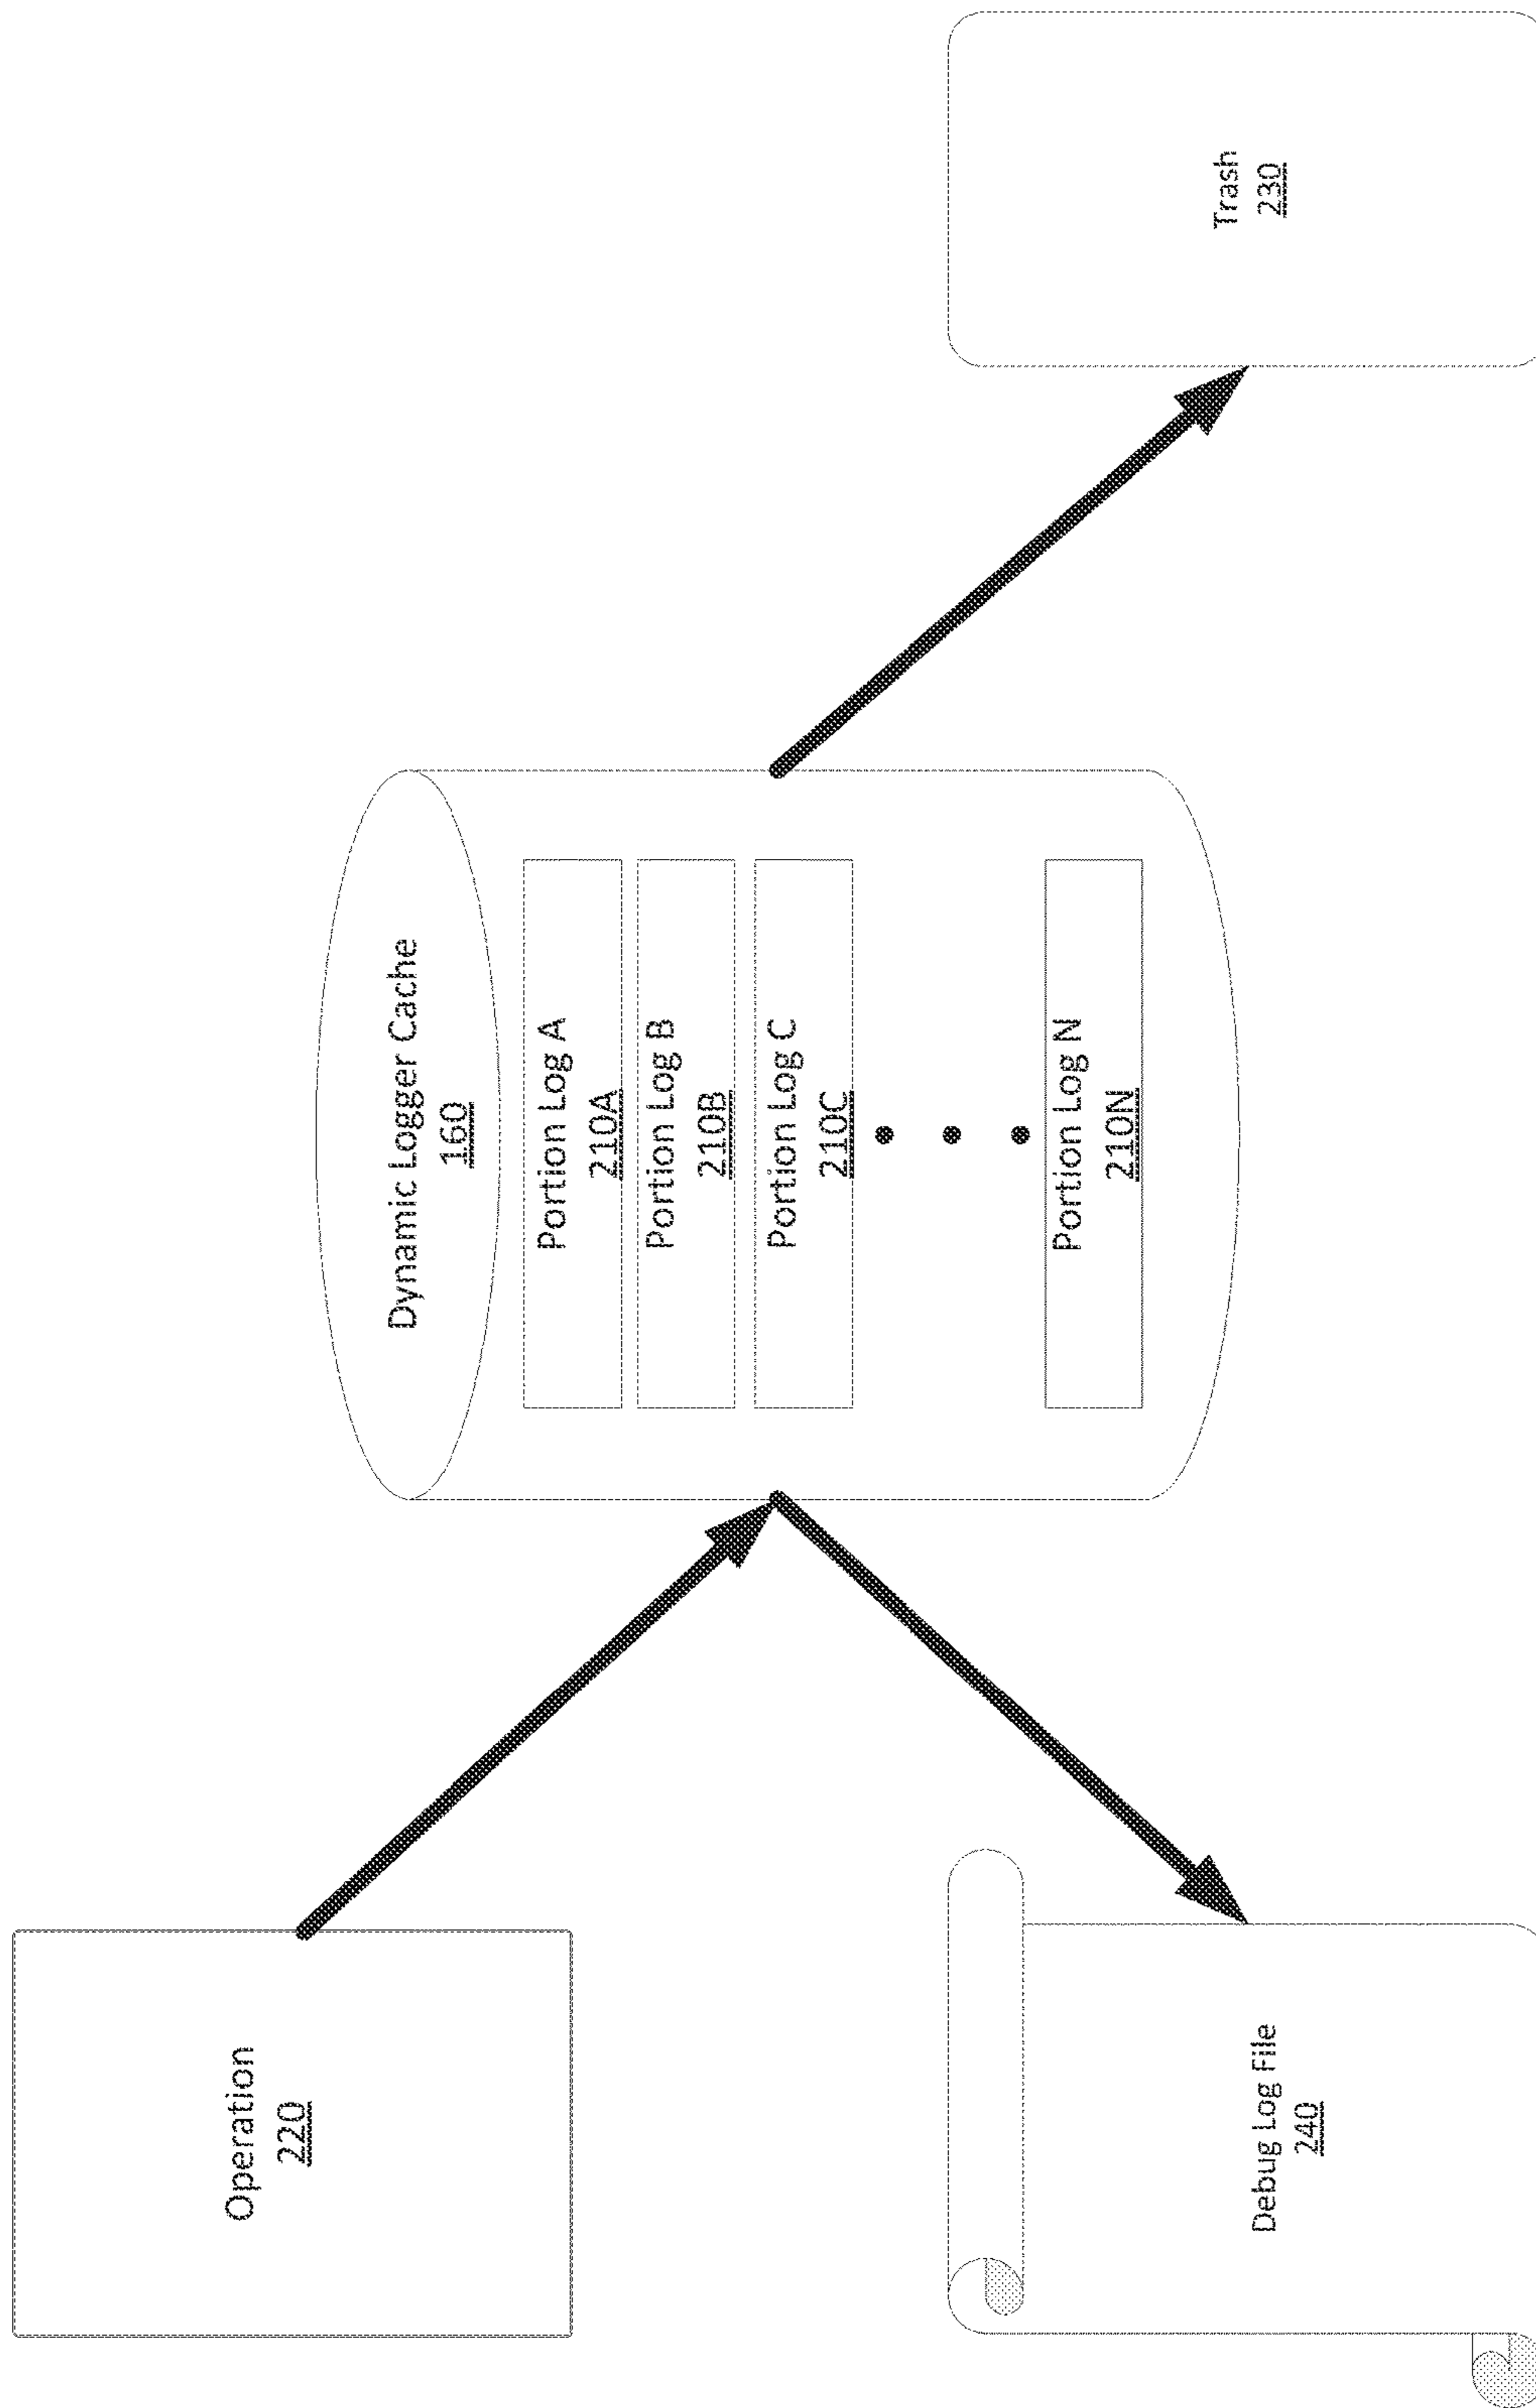 Operation
220
Dynamic Logger Cache
160
Portion Log A
210A
Portion Log B
210B
Portion Log C
210C
Portion Log N
210N
Debug Log File
240
Trash
230